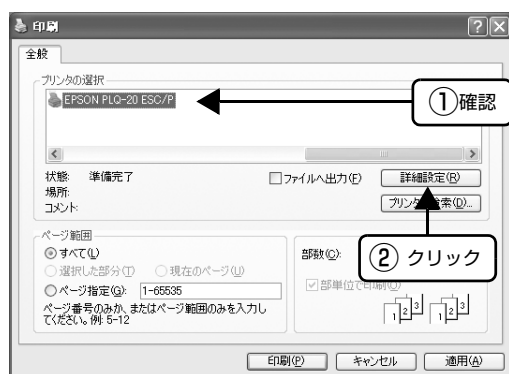 印刷
全般
プリンタの選択
EPSON PLQ-20 ESC/P
①確認
状態: 準備完了
場所:
コメント:
ファイルへ出力(F)
詳細設定(R)
プリンタの検索(D)...
② クリック
ページ範囲
すべて(L)
選択した部分(T)
現在のページ(U)
ページ指定(G): 1-65535
ページ番号のみか、またはページ範囲のみを入力し
てください。例: 5-12
部数(C):
部単位で印刷(O)
1 2 3
1 2 3
印刷(P)
キャンセル
適用(A)